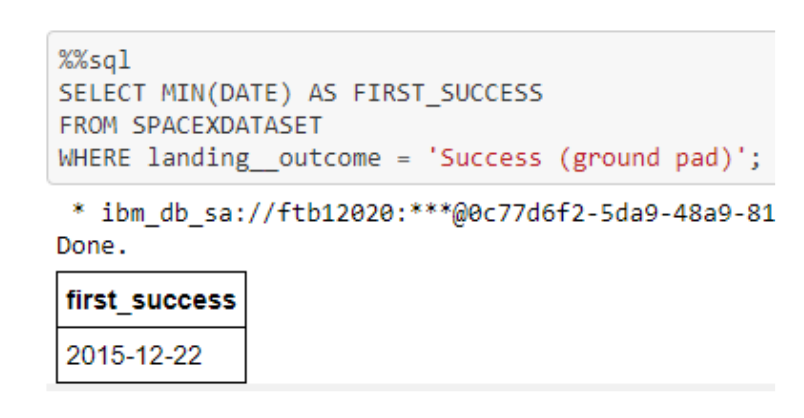 %%sql
SELECT MIN(DATE) AS FIRST_SUCCESS
FROM SPACEXDATASET
WHERE landing__outcome = 'Success (ground pad)';
* ibm_db_sa://ftb12020:***@0c77d6f2-5da9-48a9-81
Done.
first_success
2015-12-22